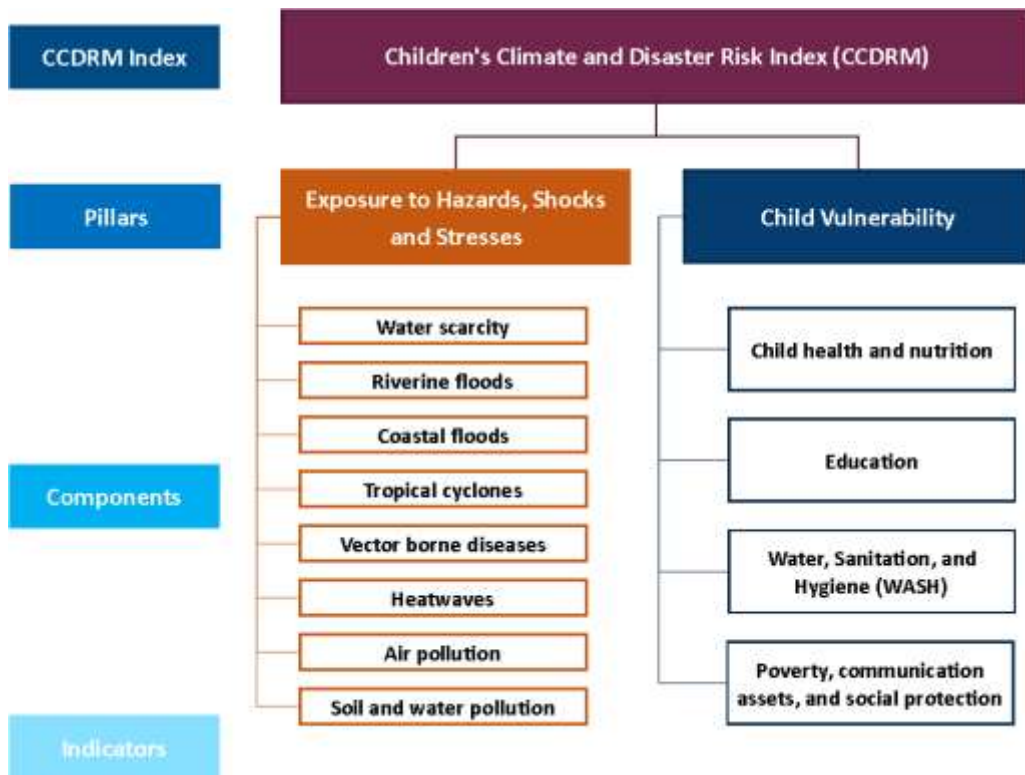 CCDRM Index
Children's Climate and Disaster Risk Index (CCDRM)
Pillars
Exposure to Hazards, Shocks
and Stresses
Child Vulnerability
Components
Water scarcity
Riverine floods
Coastal floods
Tropical cyclones
Vector borne diseases
Heatwaves
Air pollution
Soil and water pollution
Child health and nutrition
Education
Water, Sanitation, and
Hygiene (WASH)
Poverty, communication
assets, and social protection
Indicators